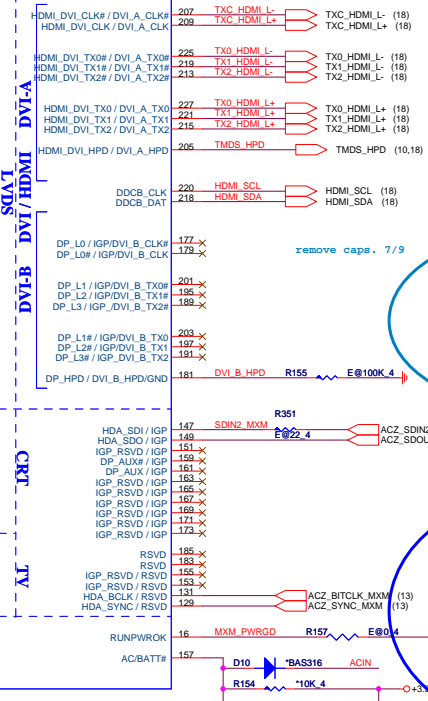 HDMI_DVI_CLK# / DVI_A_CLK# 207 TXC_HDMI_L- TXC_HDMI_L- (18)
HDMI_DVI_CLK / DVI_A_CLK 209 TXC_HDMI_L+ TXC_HDMI_L+ (18)
HDMI_DVI_TX0# / DVI_A_TX0# 225 TX0_HDMI_L- TX0_HDMI_L- (18)
HDMI_DVI_TX1# / DVI_A_TX1# 219 TX1_HDMI_L- TX1_HDMI_L- (18)
HDMI_DVI_TX2# / DVI_A_TX2# 213 TX2_HDMI_L- TX2_HDMI_L- (18)
DVI-A
HDMI_DVI_TX0 / DVI_A_TX0 227 TX0_HDMI_L+ TX0_HDMI_L+ (18)
HDMI_DVI_TX1 / DVI_A_TX1 221 TX1_HDMI_L+ TX1_HDMI_L+ (18)
HDMI_DVI_TX2 / DVI_A_TX2 215 TX2_HDMI_L+ TX2_HDMI_L+ (18)
HDMI_DVI_HPD / DVI_A_HPD 205 TMDS_HPD TMDS_HPD (10,18)
LVDS
DVI / HDMI
DDCB_CLK 220 HDMI_SCL HDMI_SCL (18)
DDCB_DAT 218 HDMI_SDA HDMI_SDA (18)
DP_L0 / IGP/DVI_B_CLK# 177
DP_L0# / IGP/DVI_B_CLK 179
remove caps. 7/9
DVI-B
DP_L1 / IGP/DVI_B_TX0# 201
DP_L2 / IGP/DVI_B_TX1# 195
DP_L3 / IGP_DVI_B_TX2# 189
DP_L1# / IGP/DVI_B_TX0 203
DP_L2# / IGP/DVI_B_TX1 197
DP_L3# / IGP_DVI_B_TX2 191
DP_HPD / DVI_B_HPD/GND 181 DVI_B_HPD R155 E@100K_4
R351
HDA_SDI / IGP 147 SDIN2_MXM ACZ_SDIN2
HDA_SDO / IGP 149 E@22_4 ACZ_SDOU
IGP_RSVD / IGP 151
DP_AUX# / IGP 159
DP_AUX / IGP 161
IGP_RSVD / IGP 163
IGP_RSVD / IGP 165
IGP_RSVD / IGP 167
IGP_RSVD / IGP 169
IGP_RSVD / IGP 171
IGP_RSVD / IGP 173
CRT
RSVD 185
RSVD 183
IGP_RSVD / RSVD 155
IGP_RSVD / RSVD 153
HDA_BCLK / RSVD 131 ACZ_BITCLK_MXM (13)
HDA_SYNC / RSVD 129 ACZ_SYNC_MXM (13)
TV
RUNPWROK 16 MXM_PWRGD R157 E@0_4
AC/BATT# 157
D10 *BAS316 ACIN
R154 *10K_4 +3.